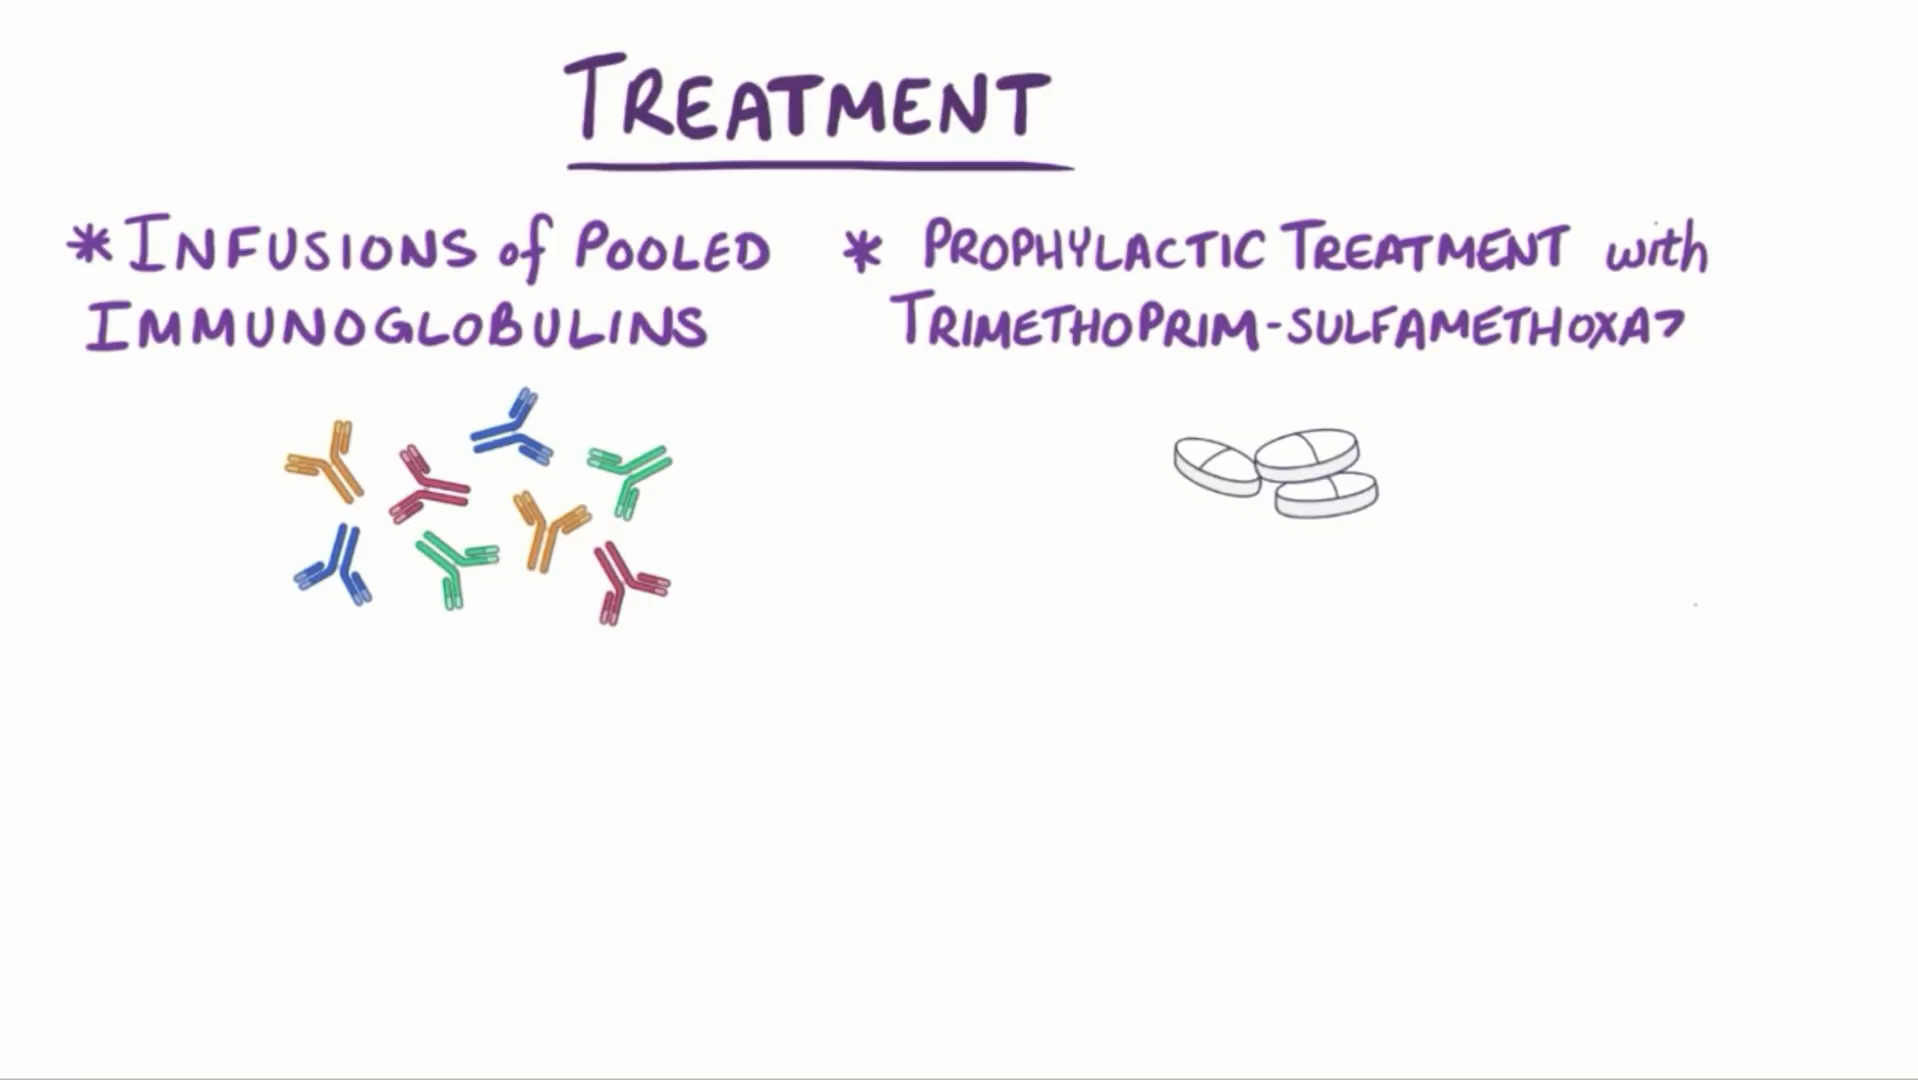 TREATMENT
* INFUSIONS of POOLED
IMMUNOGLOBULINS
* PROPHYLACTIC TREATMENT with
TRIMETHOPRIM-SULFAMETHOXA